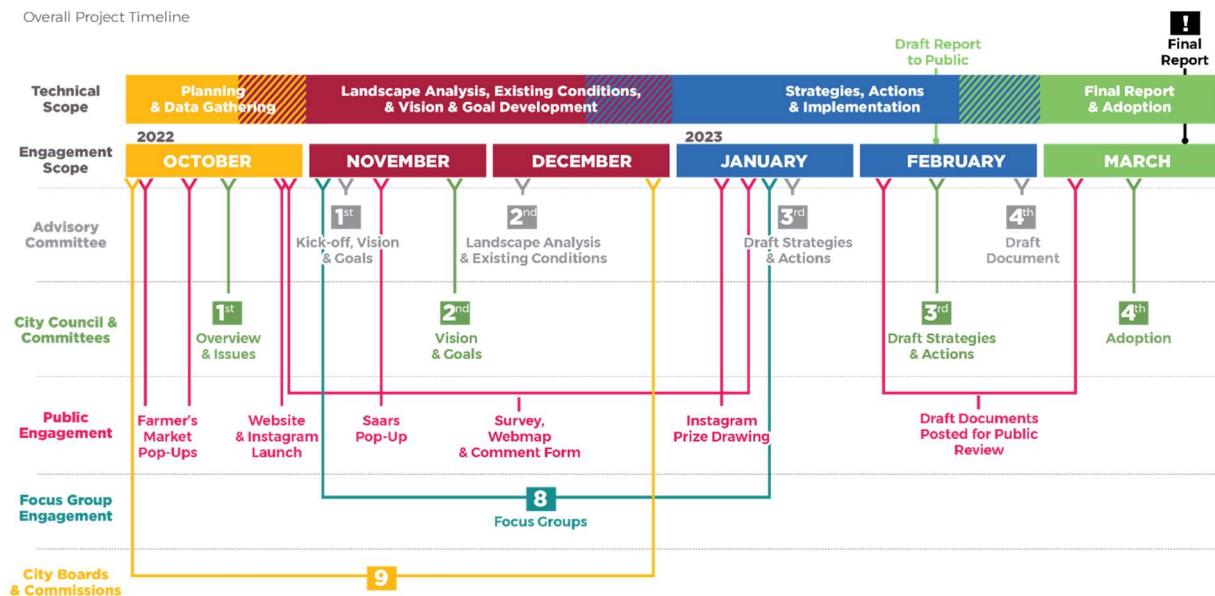 Overall Project Timeline
!
Final
Report
Draft Report
to Public
Technical
Scope
Planning
& Data Gathering
Landscape Analysis, Existing Conditions,
& Vision & Goal Development
Strategies, Actions
& Implementation
Final Report
& Adoption
2022
2023
Engagement
Scope
OCTOBER
NOVEMBER
DECEMBER
JANUARY
FEBRUARY
MARCH
Advisory
Committee
1st
Kick-off, Vision
& Goals
2nd
Landscape Analysis
& Existing Conditions
3rd
Draft Strategies
& Actions
4th
Draft
Document
City Council &
Committees
1st
Overview
& Issues
2nd
Vision
& Goals
3rd
Draft Strategies
& Actions
4th
Adoption
Public
Engagement
Farmer's
Market
Pop-Ups
Website
& Instagram
Launch
Saars
Pop-Up
Survey,
Webmap
& Comment Form
Instagram
Prize Drawing
Draft Documents
Posted for Public
Review
Focus Group
Engagement
8
Focus Groups
City Boards
& Commissions
9